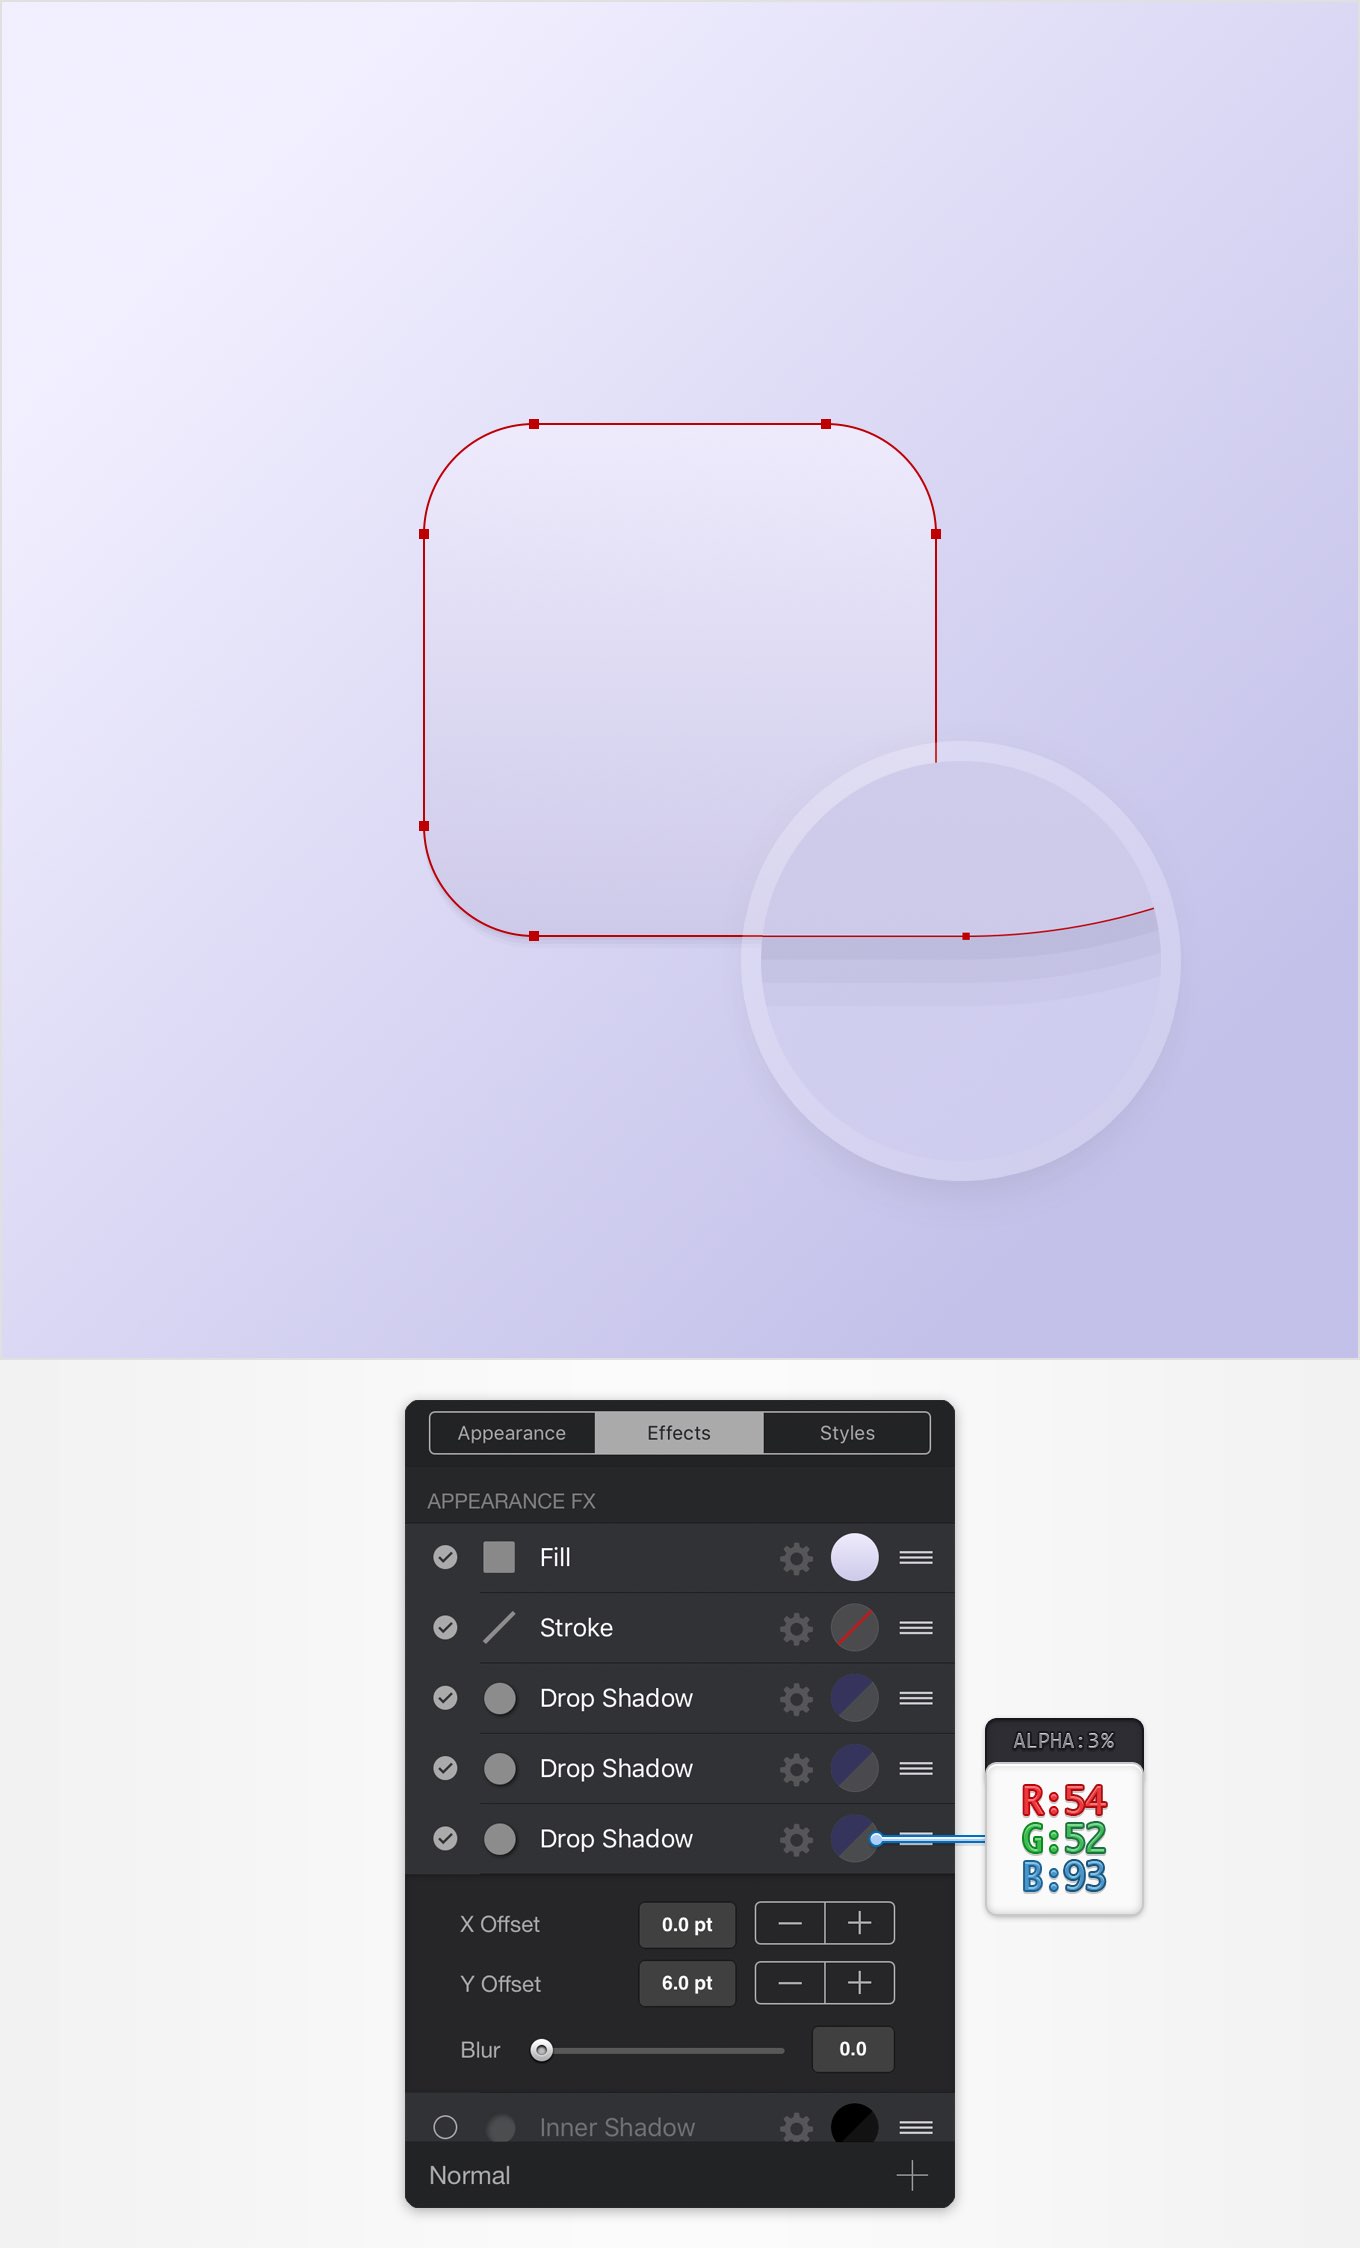 Appearance Effects Styles
APPEARANCE FX
Fill
Stroke
Drop Shadow
Drop Shadow
ALPHA:3%
R:54
Drop Shadow
G:52
B:93
X Offset 0.0 pt
Y Offset 6.0 pt
Blur 0.0
Inner Shadow
Normal